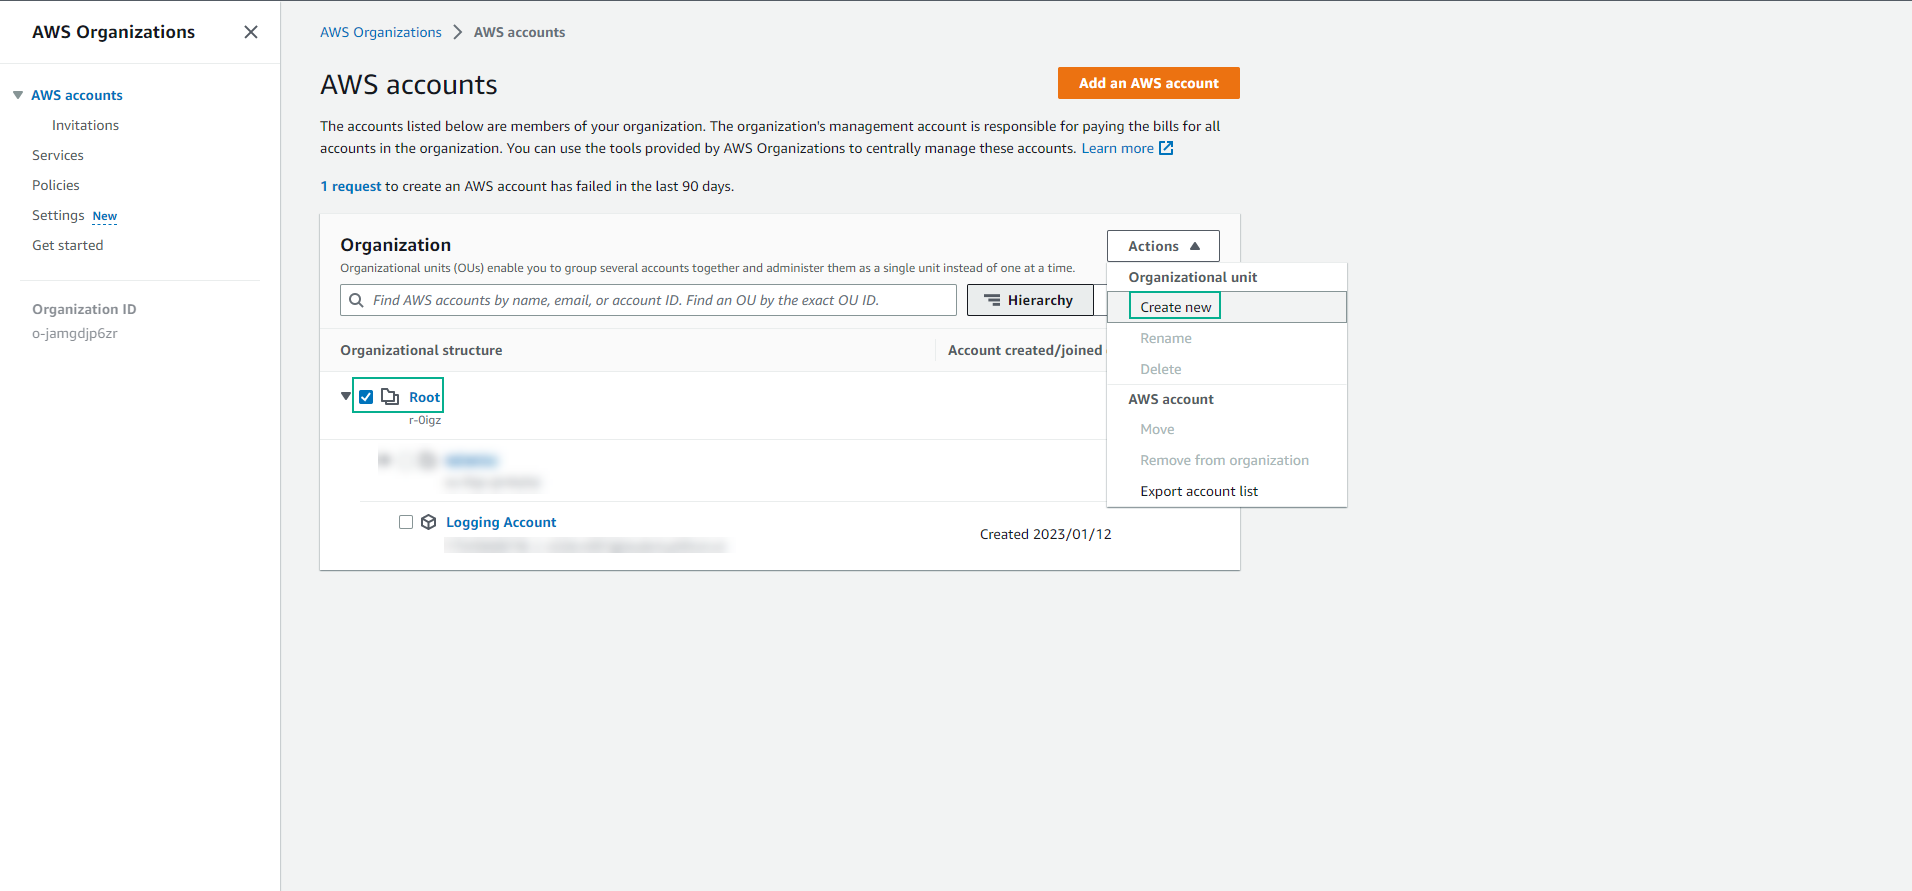 AWS Organizations
AWS accounts
Invitations
Services
Policies
Settings New
Get started
Organization ID
o-jamgdjp6zr
AWS Organizations > AWS accounts
AWS accounts
Add an AWS account
The accounts listed below are members of your organization. The organization's management account is responsible for paying the bills for all
accounts in the organization. You can use the tools provided by AWS Organizations to centrally manage these accounts. Learn more
1 request to create an AWS account has failed in the last 90 days.
Organization
Organizational units (OUs) enable you to group several accounts together and administer them as a single unit instead of one at a time.
Find AWS accounts by name, email, or account ID. Find an OU by the exact OU ID.
Hierarchy
Actions
Organizational unit
Create new
Rename
Delete
AWS account
Move
Remove from organization
Export account list
Organizational structure
Account created/joined
Root
r-0igz
Logging Account
Created 2023/01/12